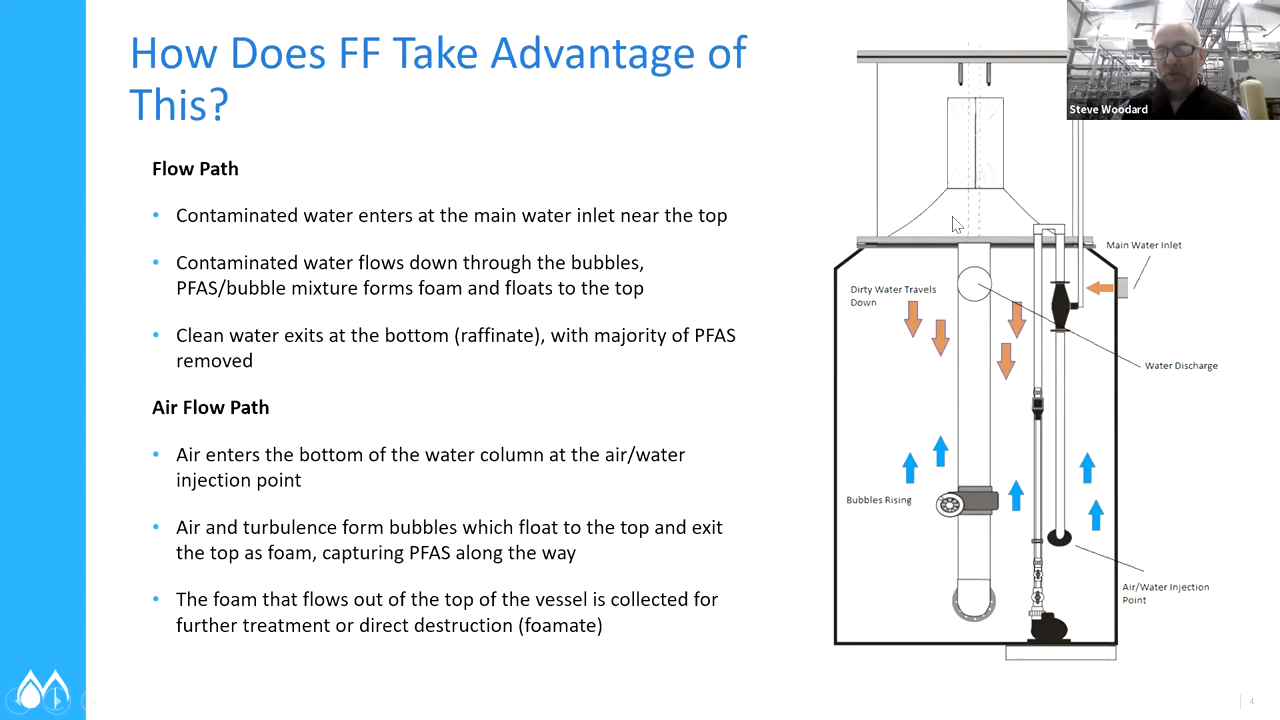 How Does FF Take Advantage of
This?
Flow Path
• Contaminated water enters at the main water inlet near the top
• Contaminated water flows down through the bubbles,
PFAS/bubble mixture forms foam and floats to the top
• Clean water exits at the bottom (raffinate), with majority of PFAS
removed
Air Flow Path
• Air enters the bottom of the water column at the air/water
injection point
• Air and turbulence form bubbles which float to the top and exit
the top as foam, capturing PFAS along the way
• The foam that flows out of the top of the vessel is collected for
further treatment or direct destruction (foamate)
Steve Woodard
Main Water Inlet
Dirty Water Travels
Down
Water Discharge
Bubbles Rising
Air/Water Injection
Point
4